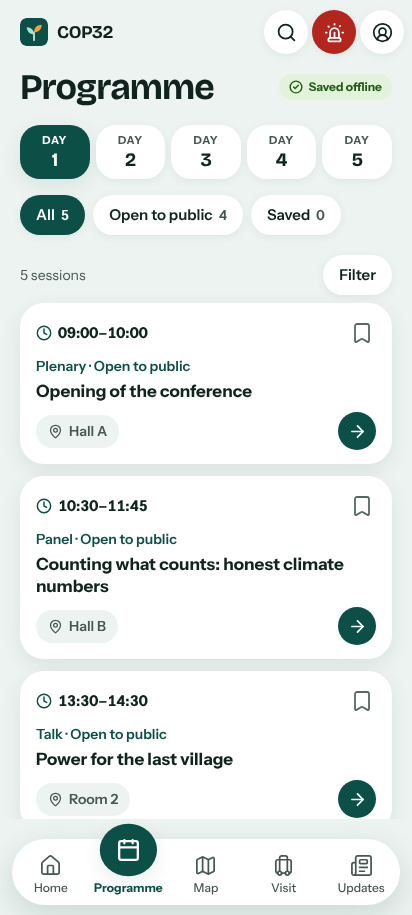 COP32
Programme
Saved offline
DAY
1
DAY
2
DAY
3
DAY
4
DAY
5
All 5
Open to public 4
Saved 0
5 sessions
Filter
09:00–10:00
Plenary · Open to public
Opening of the conference
Hall A
10:30–11:45
Panel · Open to public
Counting what counts: honest climate
numbers
Hall B
13:30–14:30
Talk · Open to public
Power for the last village
Room 2
Home
Programme
Map
Visit
Updates